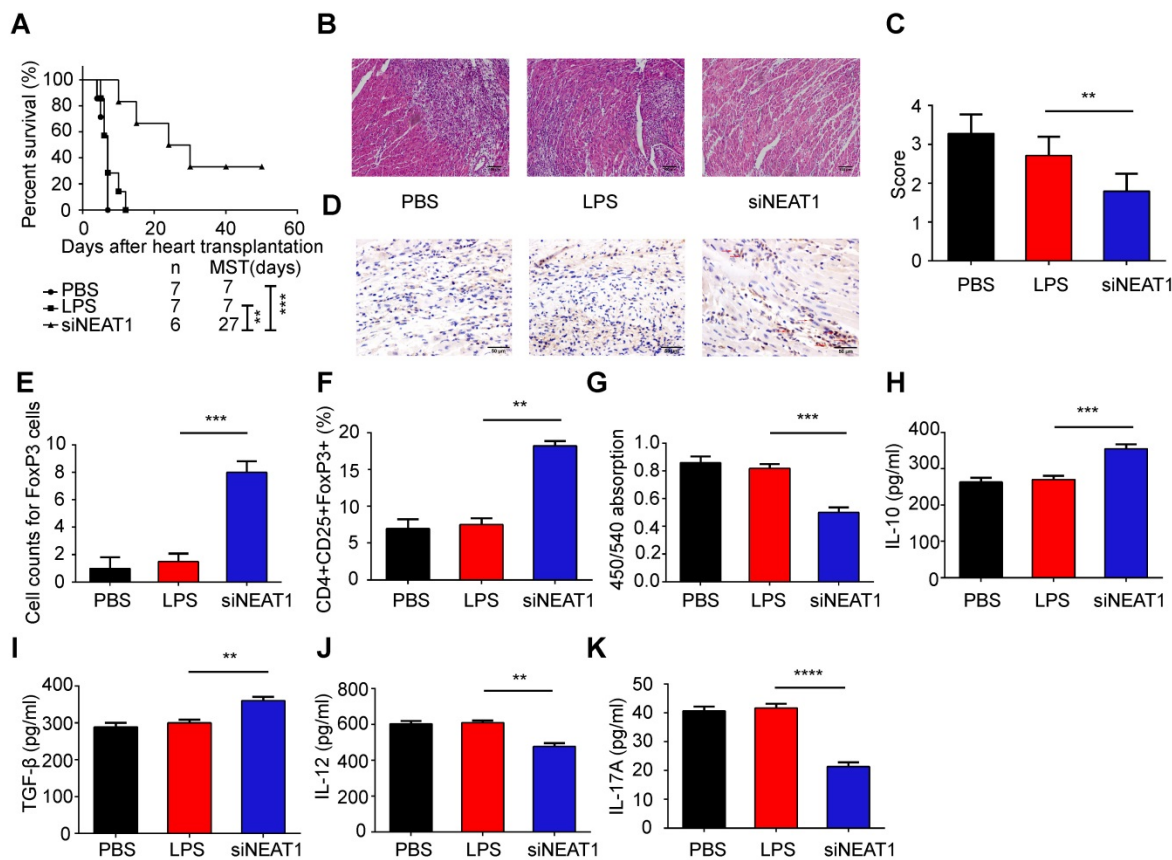 A
Percent survival (%)
100
80
60
40
20
0
0 20 40 60
Days after heart transplantation
n MST(days)
PBS 7 7
LPS 7 7
siNEAT1 6 27
**
***
B
PBS LPS siNEAT1
C
Score
4
3
2
1
0
**
PBS LPS siNEAT1
D
E
Cell counts for FoxP3 cells
10
8
6
4
2
0
***
PBS LPS siNEAT1
F
CD4+CD25+FoxP3+ (%)
20
15
10
5
0
**
PBS LPS siNEAT1
G
450/540 absorption
1.0
0.8
0.6
0.4
0.2
0.0
***
PBS LPS siNEAT1
H
IL-10 (pg/ml)
400
300
200
100
0
***
PBS LPS siNEAT1
I
TGF-β (pg/ml)
400
300
200
100
0
**
PBS LPS siNEAT1
J
IL-12 (pg/ml)
800
600
400
600
0
**
PBS LPS siNEAT1
K
IL-17A (pg/ml)
50
40
30
20
10
0
****
PBS LPS siNEAT1